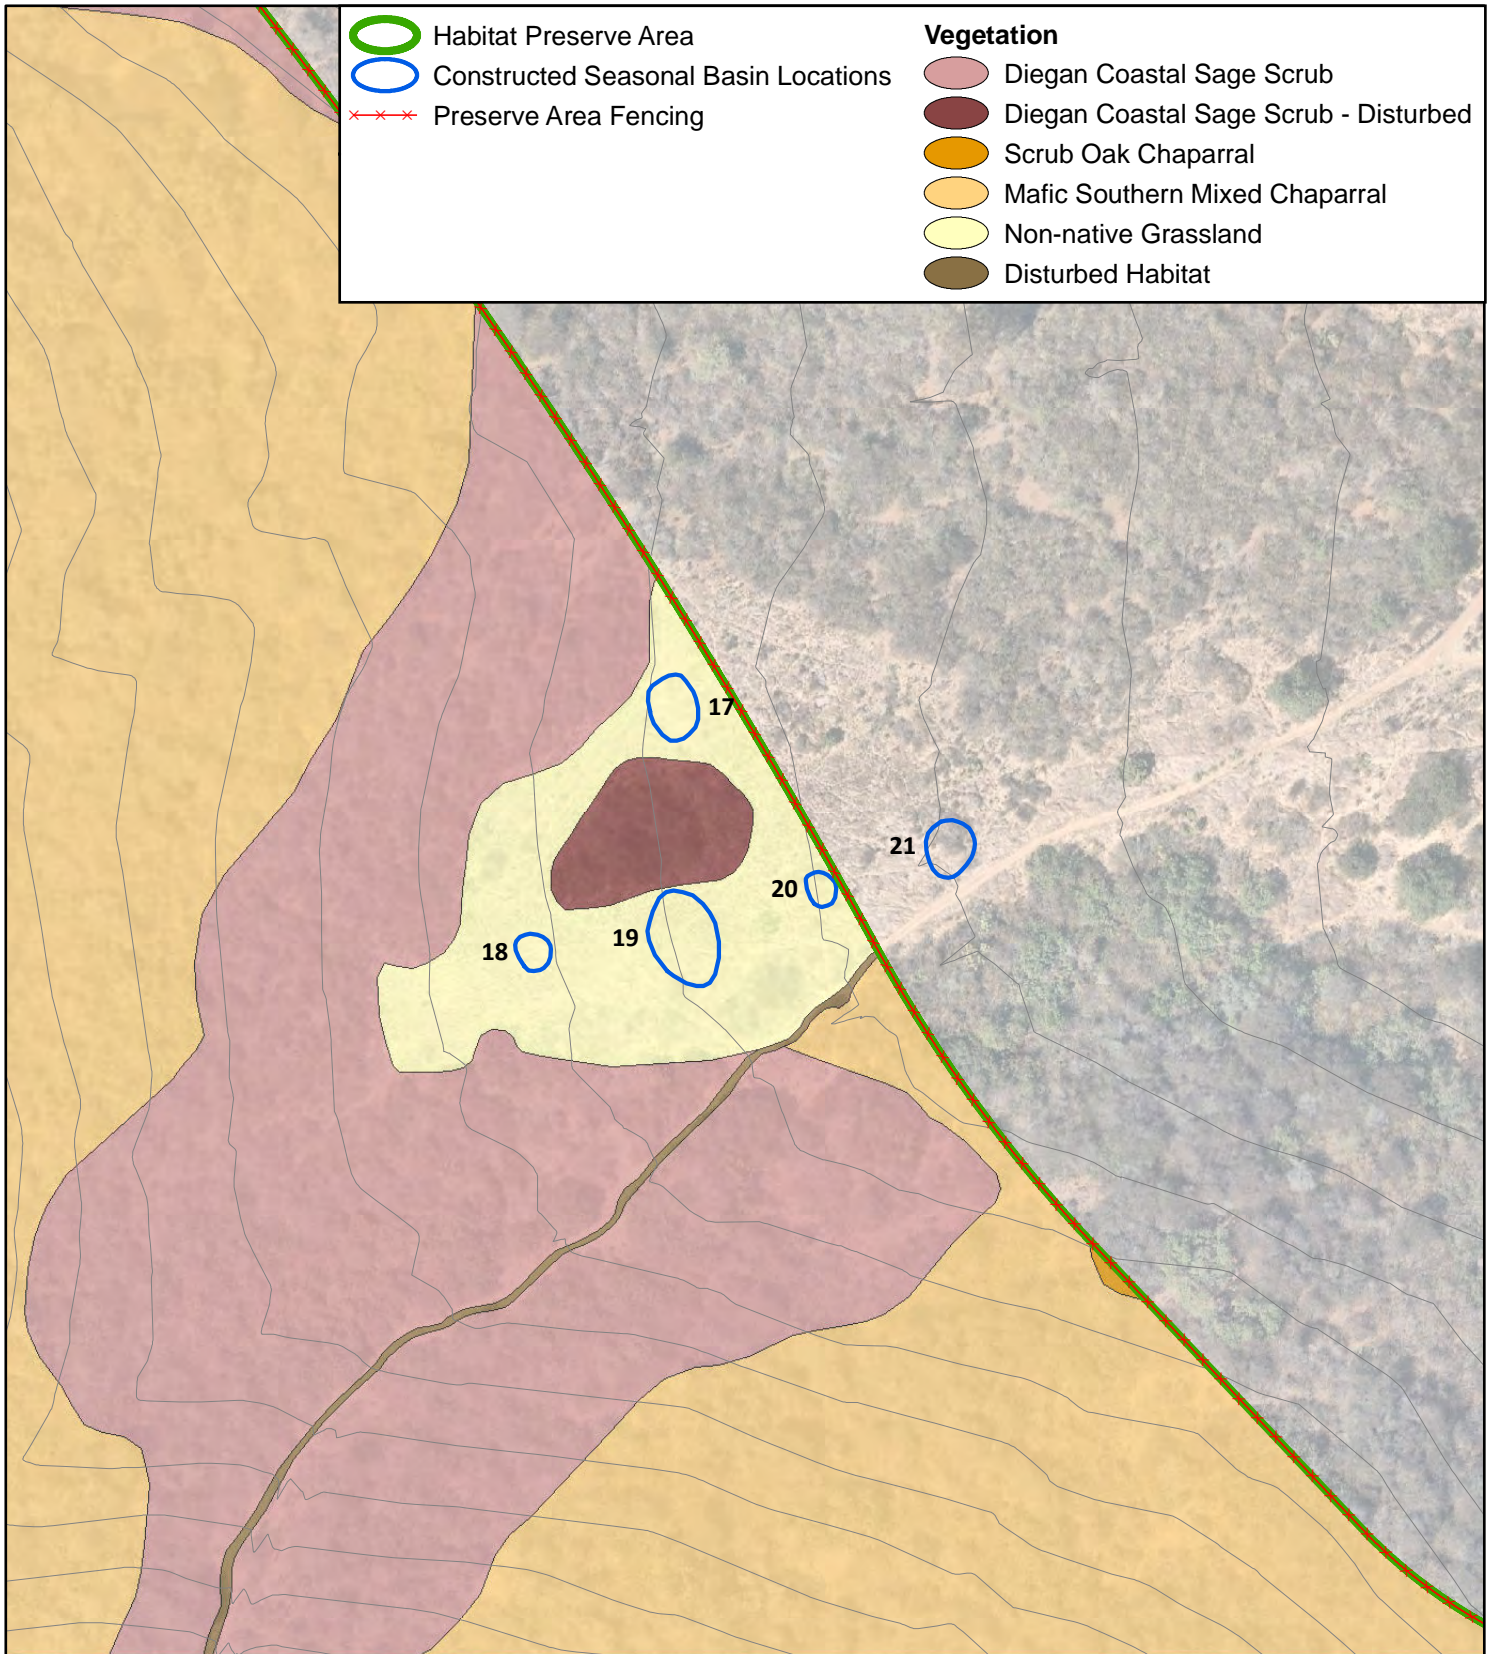 Habitat Preserve Area
Constructed Seasonal Basin Locations
Preserve Area Fencing
Vegetation
Diegan Coastal Sage Scrub
Diegan Coastal Sage Scrub - Disturbed
Scrub Oak Chaparral
Mafic Southern Mixed Chaparral
Non-native Grassland
Disturbed Habitat
17
21
20
19
18